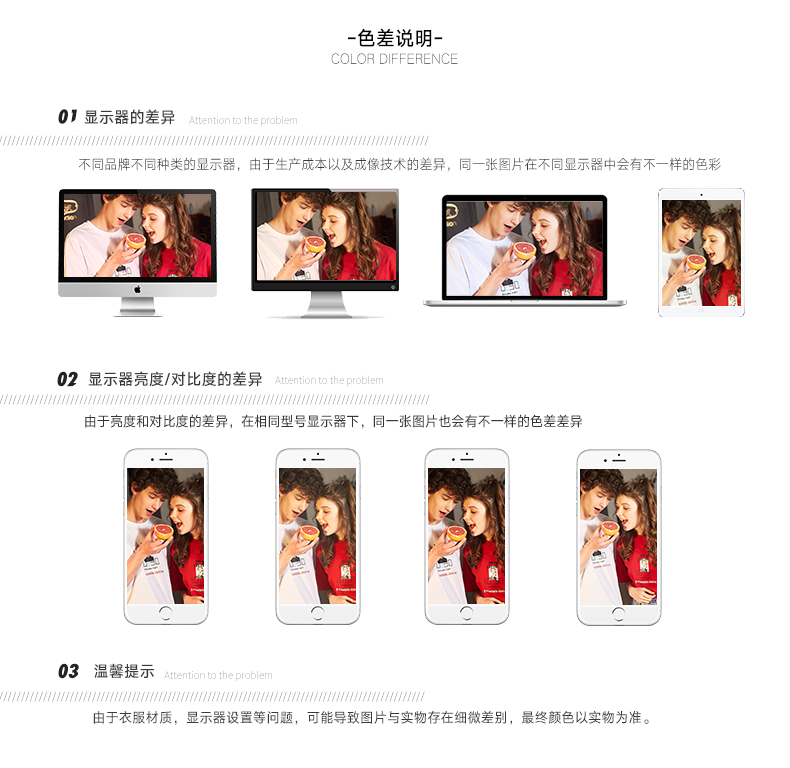 -色差说明-
COLOR DIFFERENCE
01 显示器的差异 Attention to the problem
不同品牌不同种类的显示器，由于生产成本以及成像技术的差异，同一张图片在不同显示器中会有不一样的色彩
02 显示器亮度/对比度的差异 Attention to the problem
由于亮度和对比度的差异，在相同型号显示器下，同一张图片也会有不一样的色差差异
03 温馨提示 Attention to the problem
由于衣服材质，显示器设置等问题，可能导致图片与实物存在细微差别，最终颜色以实物为准。